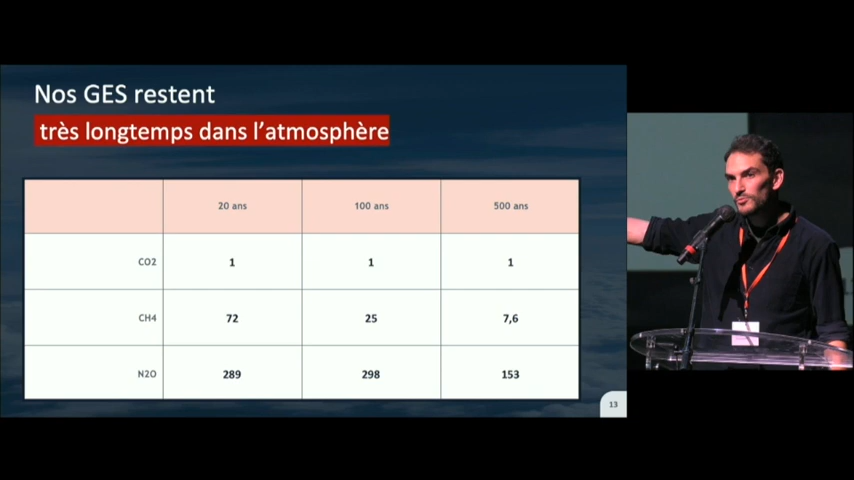 Nos GES restent
très longtemps dans l'atmosphère
20 ans 100 ans 500 ans
CO2 1 1 1
CH4 72 25 7,6
N2O 289 298 153
13